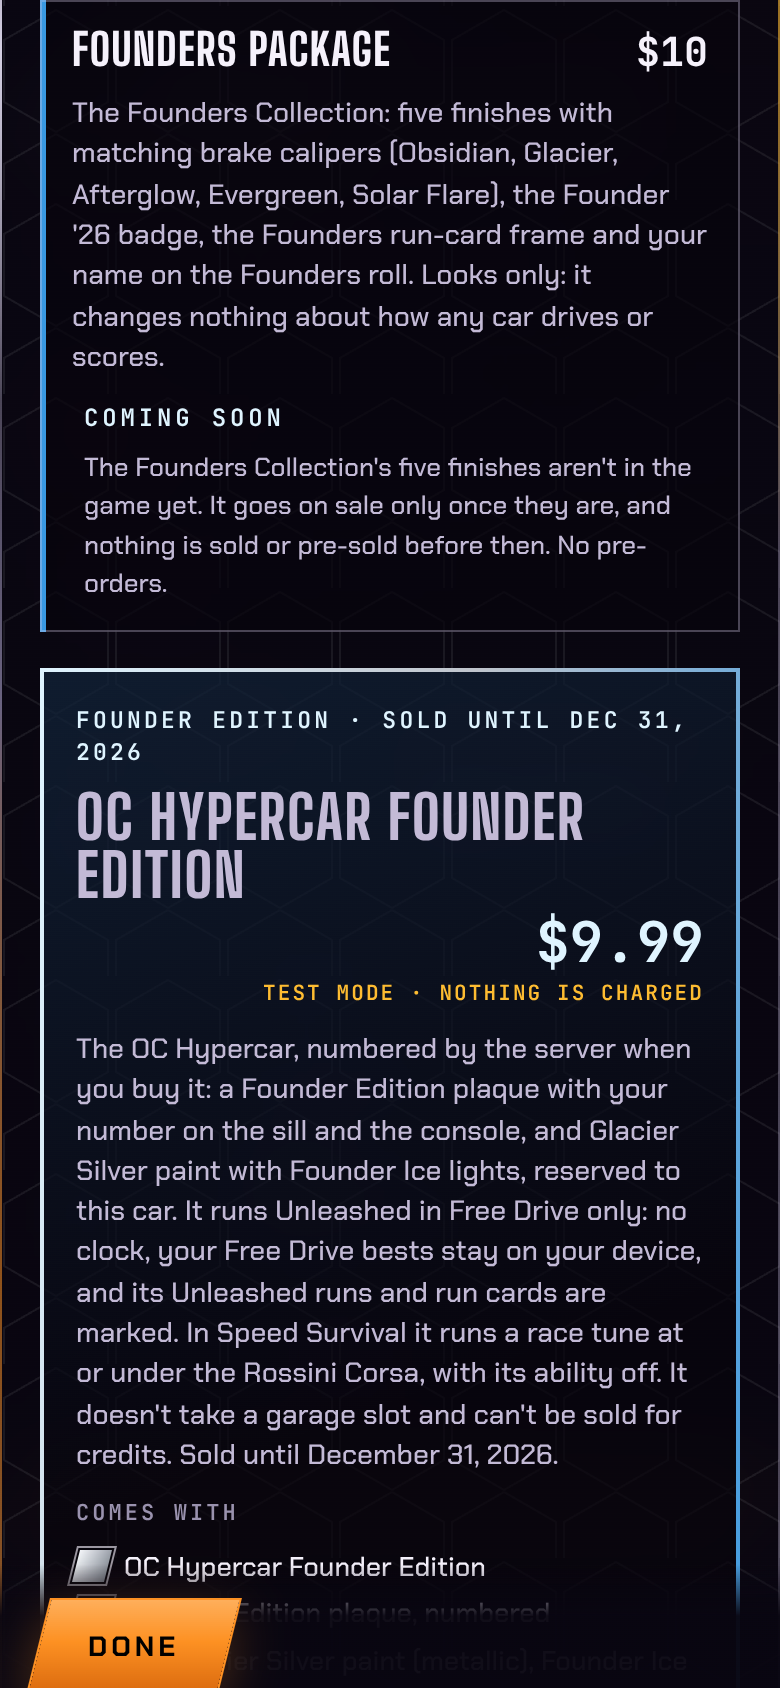 FOUNDERS PACKAGE
$10
The Founders Collection: five finishes with
matching brake calipers (Obsidian, Glacier,
Afterglow, Evergreen, Solar Flare), the Founder
'26 badge, the Founders run-card frame and your
name on the Founders roll. Looks only: it
changes nothing about how any car drives or
scores.
COMING SOON
The Founders Collection's five finishes aren't in the
game yet. It goes on sale only once they are, and
nothing is sold or pre-sold before then. No pre-
orders.
FOUNDER EDITION · SOLD UNTIL DEC 31,
2026
OC HYPERCAR FOUNDER
EDITION
$9.99
TEST MODE · NOTHING IS CHARGED
The OC Hypercar, numbered by the server when
you buy it: a Founder Edition plaque with your
number on the sill and the console, and Glacier
Silver paint with Founder Ice lights, reserved to
this car. It runs Unleashed in Free Drive only: no
clock, your Free Drive bests stay on your device,
and its Unleashed runs and run cards are
marked. In Speed Survival it runs a race tune at
or under the Rossini Corsa, with its ability off. It
doesn't take a garage slot and can't be sold for
credits. Sold until December 31, 2026.
COMES WITH
OC Hypercar Founder Edition
Edition plaque, numbered
Silver paint (metallic), Founder Ice
DONE